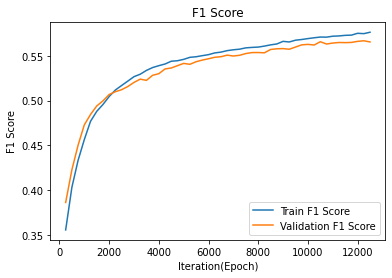 F1 Score
0.55
0.50
0.45
0.40
0.35
F1 Score
0 2000 4000 6000 8000 10000 12000
Iteration(Epoch)
Train F1 Score
Validation F1 Score